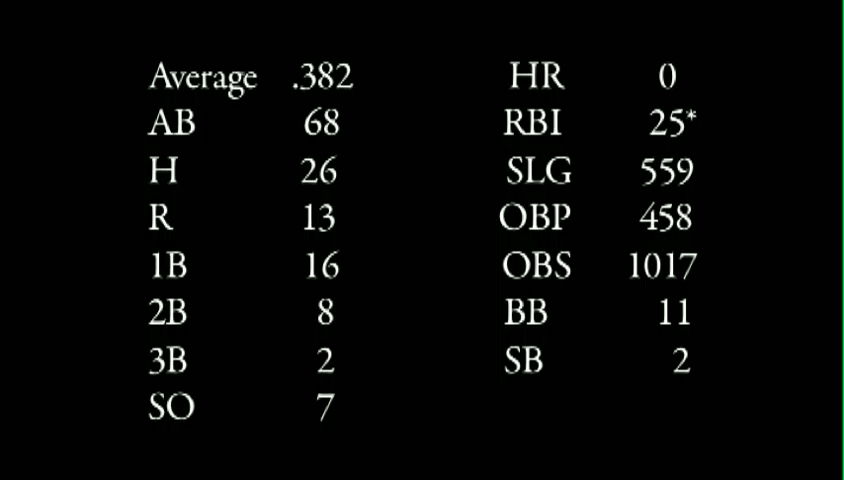 Average .382 HR 0
AB 68 RBI 25*
H 26 SLG 559
R 13 OBP 458
1B 16 OBS 1017
2B 8 BB 11
3B 2 SB 2
SO 7